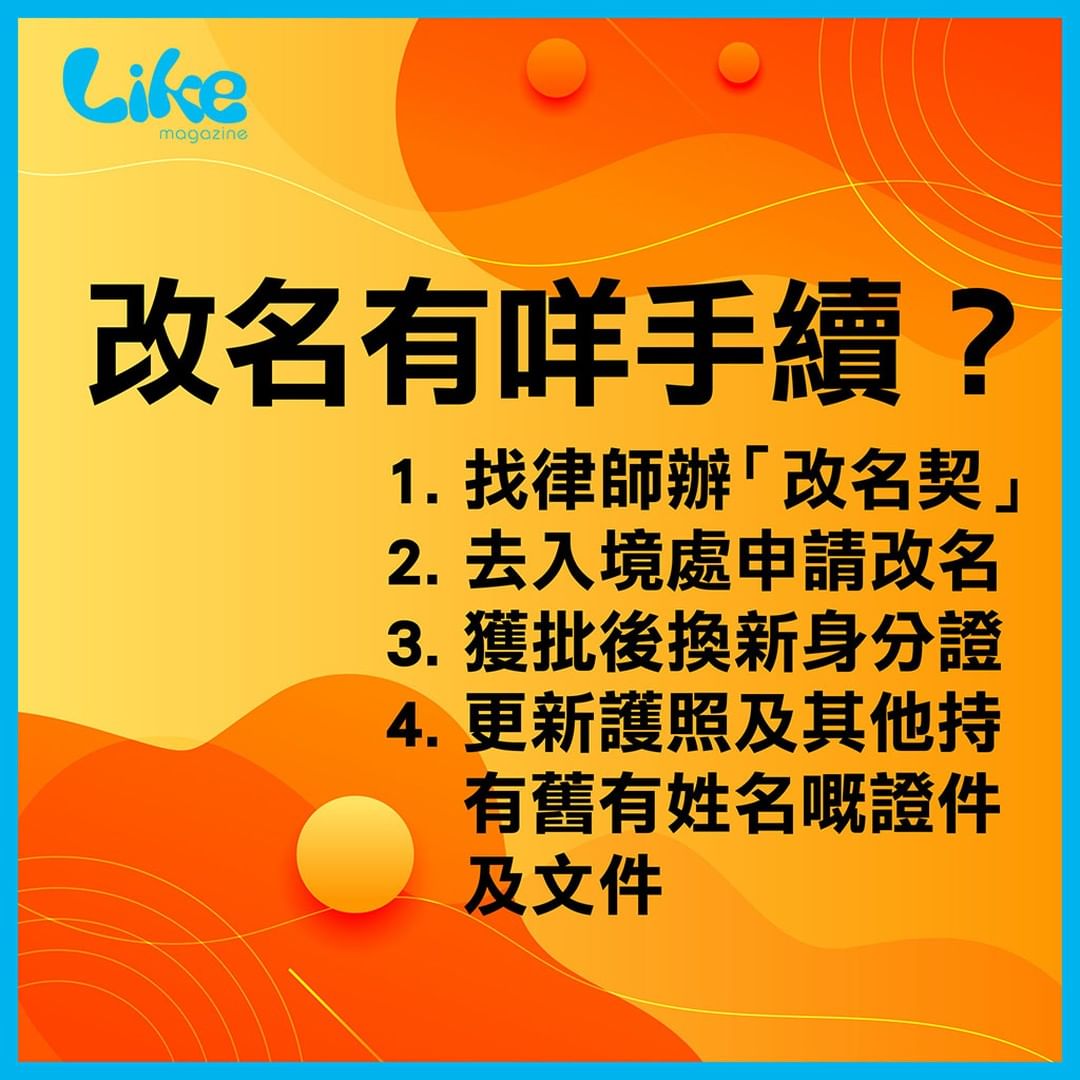 Like
magazine
改名有咩手續？
1. 找律師辦「改名契」
2. 去入境處申請改名
3. 獲批後換新身分證
4. 更新護照及其他持
有舊有姓名嘅證件
及文件